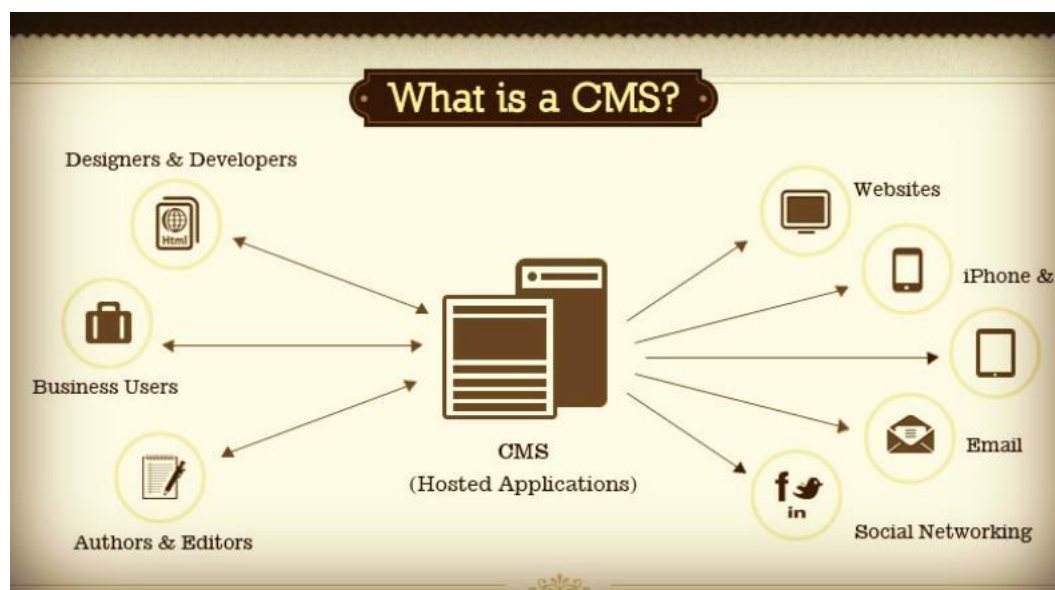 What is a CMS?
Designers & Developers
Html
Business Users
Authors & Editors
CMS
(Hosted Applications)
Websites
iPhone &
Email
f
in
Social Networking